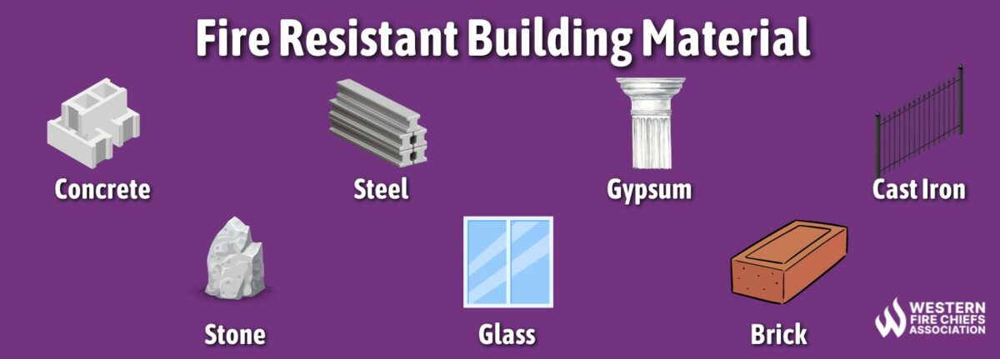 Fire Resistant Building Material
Concrete
Steel
Gypsum
Cast Iron
Stone
Glass
Brick
WESTERN
FIRE CHIEFS
ASSOCIATION